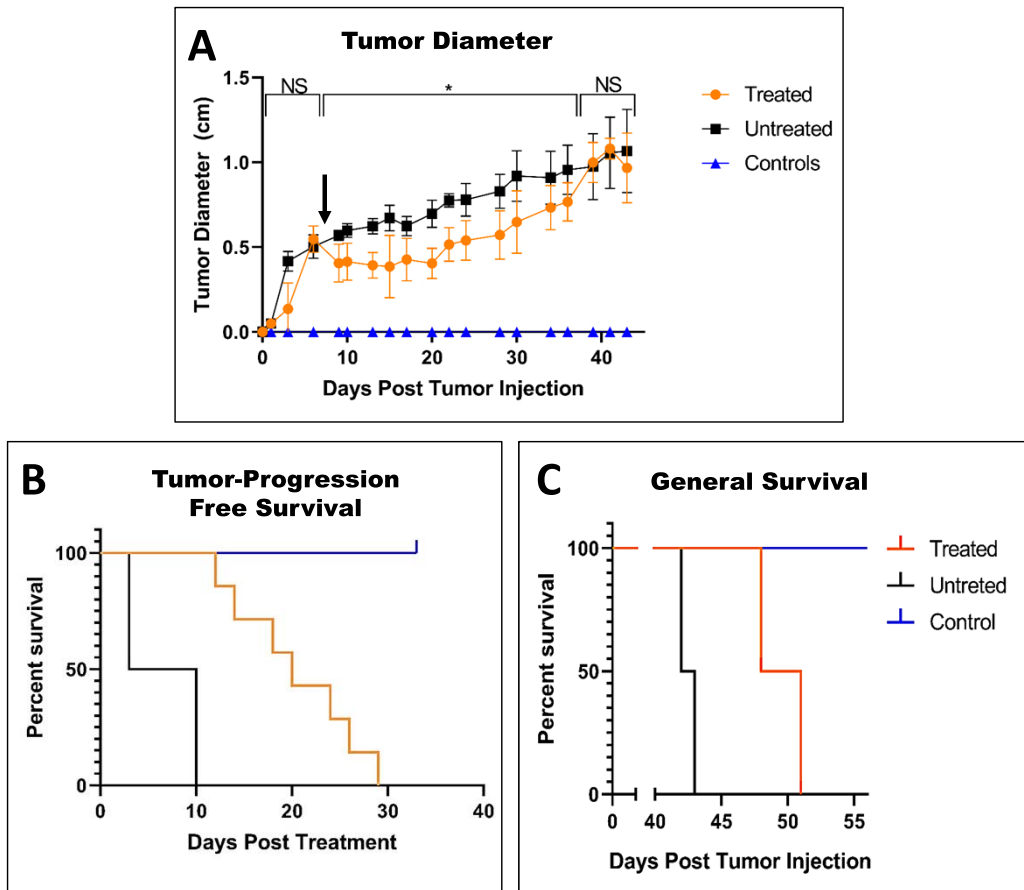 A
Tumor Diameter
NS
*
NS
1.5
1.0
0.5
0.0
Tumor Diameter (cm)
0
10
20
30
40
Days Post Tumor Injection
Treated
Untreated
Controls
B
Tumor-Progression
Free Survival
100
50
0
Percent survival
0
10
20
30
40
Days Post Treatment
C
General Survival
100
50
0
Percent survival
0
40
45
50
55
Days Post Tumor Injection
Treated
Untreted
Control